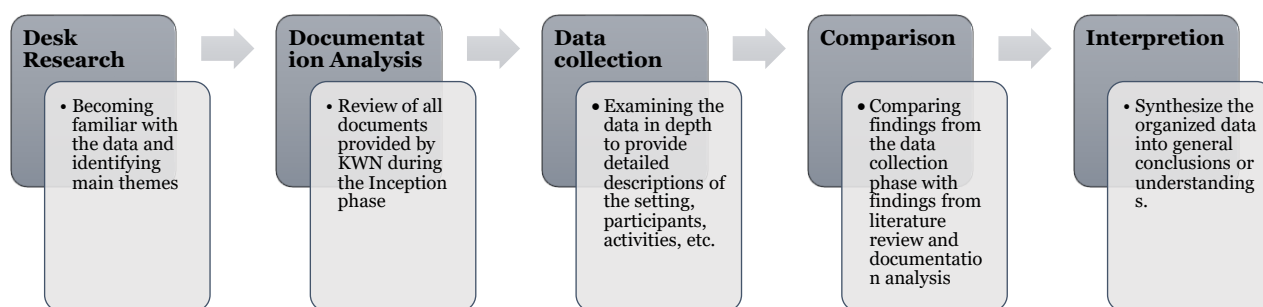 Desk
Research
• Becoming
familiar with
the data and
identifying
main themes
Documentat
ion Analysis
• Review of all
documents
provided by
KWN during
the Inception
phase
Data
collection
• Examining the
data in depth
to provide
detailed
descriptions of
the setting,
participants,
activities, etc.
Comparison
• Comparing
findings from
the data
collection
phase with
findings from
literature
review and
documentatio
n analysis
Interpretion
• Synthesize the
organized data
into general
conclusions or
understanding
s.